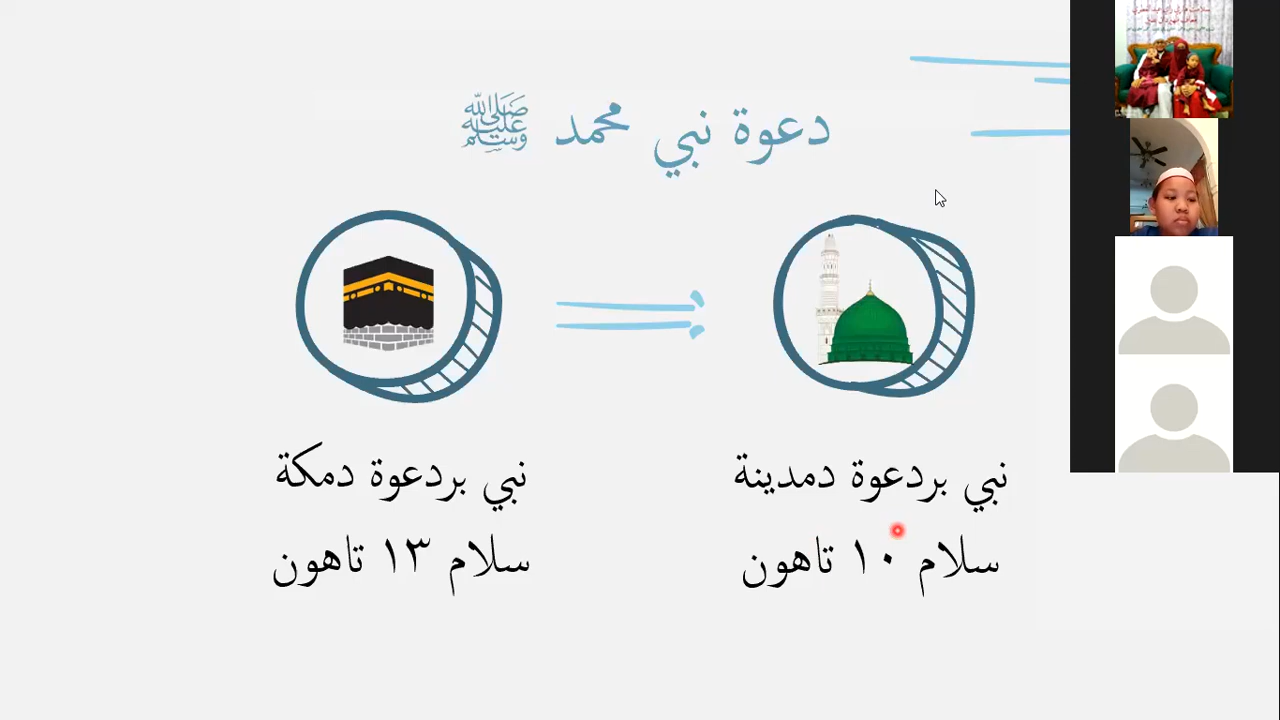 دعوة نبي محمد ﷺ
نبي بردعوة دمكة
سلام ١٣ تاهون
نبي بردعوة دمدينة
سلام ١٠ تاهون